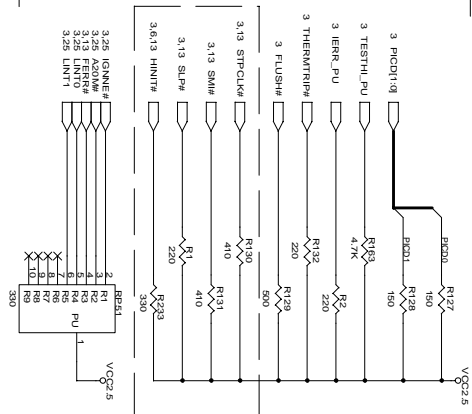 VCC2.5
PICD0
R127
150
3 PICD[1:0]
PICD1
R128
150
3 TESTHI_PU
R163
4.7K
3 IERR_PU
R2
220
3 THERMTRIP#
R132
220
3 FLUSH#
R129
500
3,13 STPCLK#
R130
410
3,13 SMI#
R131
410
3,13 SLP#
R1
220
3,6,13 HINIT#
R233
330
VCC2.5
RP51
3,25 IGNNE#
2
R1
3,25 A20M#
3
R2
3,13 FERR#
4
R3
3,25 LINT0
5
R4
3,25 LINT1
6
R5
7
R6
8
R7
9
R8
10
R9
PU
1
330